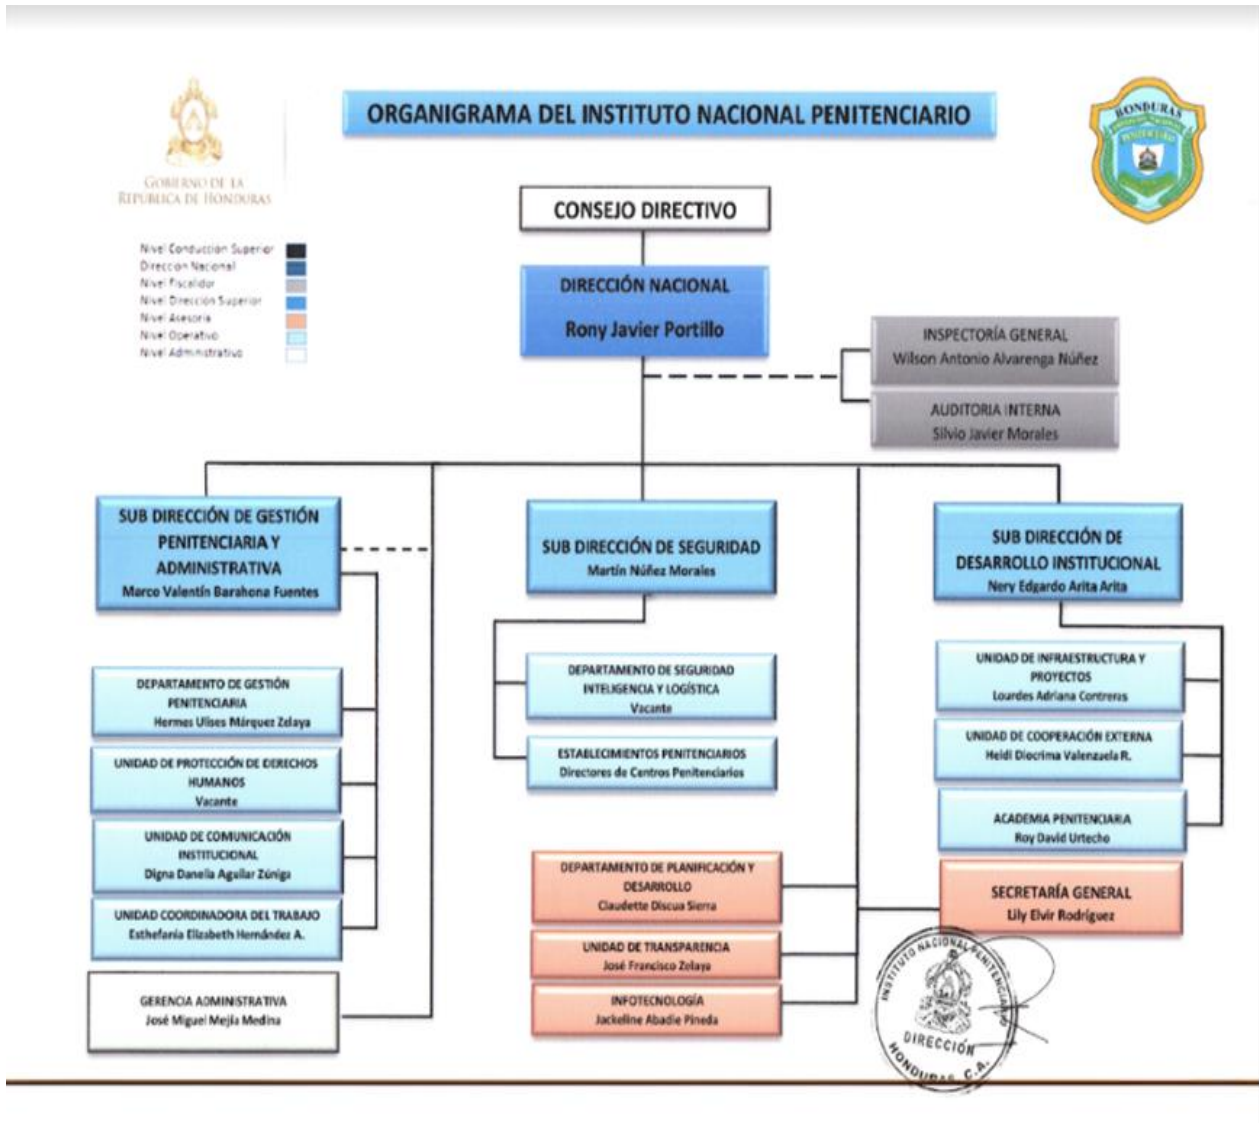 ORGANIGRAMA DEL INSTITUTO NACIONAL PENITENCIARIO
GOBIERNO DE LA
REPÚBLICA DE HONDURAS
HONDURAS
Nivel Conducción Superior
Dirección Nacional
Nivel Fiscalidor
Nivel Dirección Superior
Nivel Asesoría
Nivel Operativo
Nivel Administrativo
CONSEJO DIRECTIVO
DIRECCIÓN NACIONAL
Rony Javier Portillo
INSPECTORÍA GENERAL
Wilson Antonio Alvarenga Núñez
AUDITORIA INTERNA
Silvio Javier Morales
SUB DIRECCIÓN DE GESTIÓN
PENITENCIARIA Y
ADMINISTRATIVA
Marco Valentín Barahona Fuentes
SUB DIRECCIÓN DE SEGURIDAD
Martín Núñez Morales
SUB DIRECCIÓN DE
DESARROLLO INSTITUCIONAL
Nery Edgardo Arita Arita
DEPARTAMENTO DE GESTIÓN
PENITENCIARIA
Hermes Ulises Márquez Zelaya
UNIDAD DE PROTECCIÓN DE DERECHOS
HUMANOS
Vacante
UNIDAD DE COMUNICACIÓN
INSTITUCIONAL
Digna Danelia Aguilar Zúniga
UNIDAD COORDINADORA DEL TRABAJO
Esthefanía Elizabeth Hernández A.
GERENCIA ADMINISTRATIVA
José Miguel Mejía Medina
DEPARTAMENTO DE SEGURIDAD
INTELIGENCIA Y LOGÍSTICA
Vacante
ESTABLECIMIENTOS PENITENCIARIOS
Directores de Centros Penitenciarios
DEPARTAMENTO DE PLANIFICACIÓN Y
DESARROLLO
Claudette Discua Sierra
UNIDAD DE TRANSPARENCIA
José Francisco Zelaya
INFOTECNOLOGÍA
Jackeline Abadie Pineda
UNIDAD DE INFRAESTRUCTURA Y
PROYECTOS
Lourdes Adriana Contreras
UNIDAD DE COOPERACIÓN EXTERNA
Heidi Diocrima Valenzuela R.
ACADEMIA PENITENCIARIA
Roy David Urtecho
SECRETARÍA GENERAL
Lily Elvir Rodríguez
INSTITUTO NACIONAL PENITENCIARIO
DIRECCIÓN
HONDURAS, C.A.